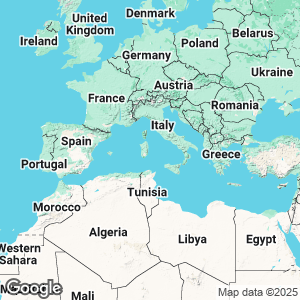 Denmark
United
Kingdom
Ireland
Poland
Belarus
Germany
Ukraine
Austria
France
Romania
Italy
Spain
Portugal
Greece
Tunisia
Morocco
Algeria
Libya
Egypt
Western
Sahara
Mali
Google
Map data ©2025